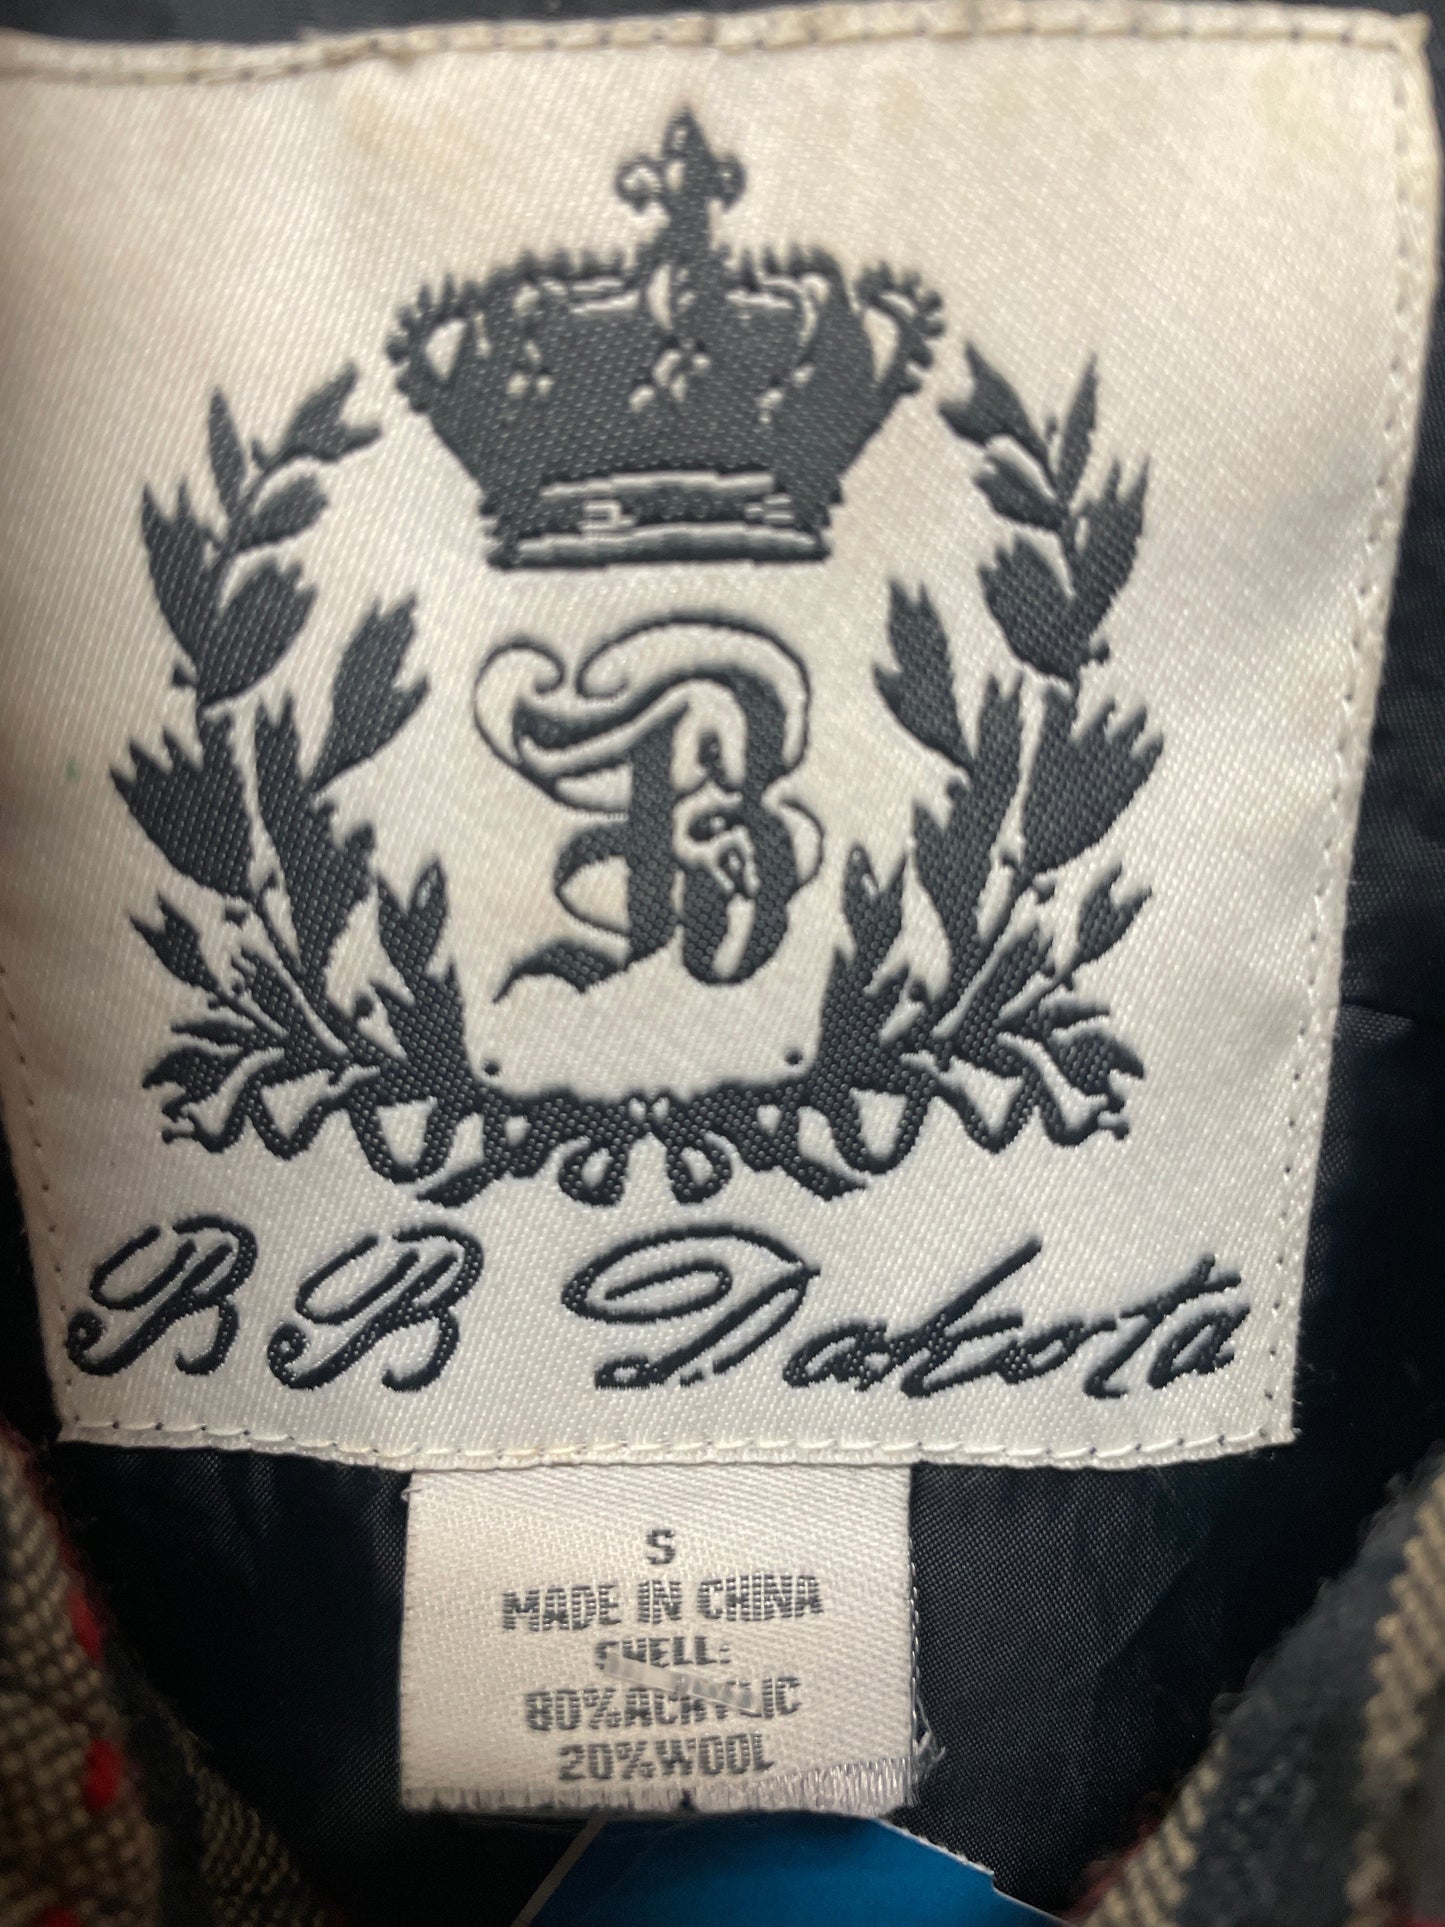 B
BB Dakota
S
MADE IN CHINA
SHELL:
80%ACRYLIC
20%WOOL